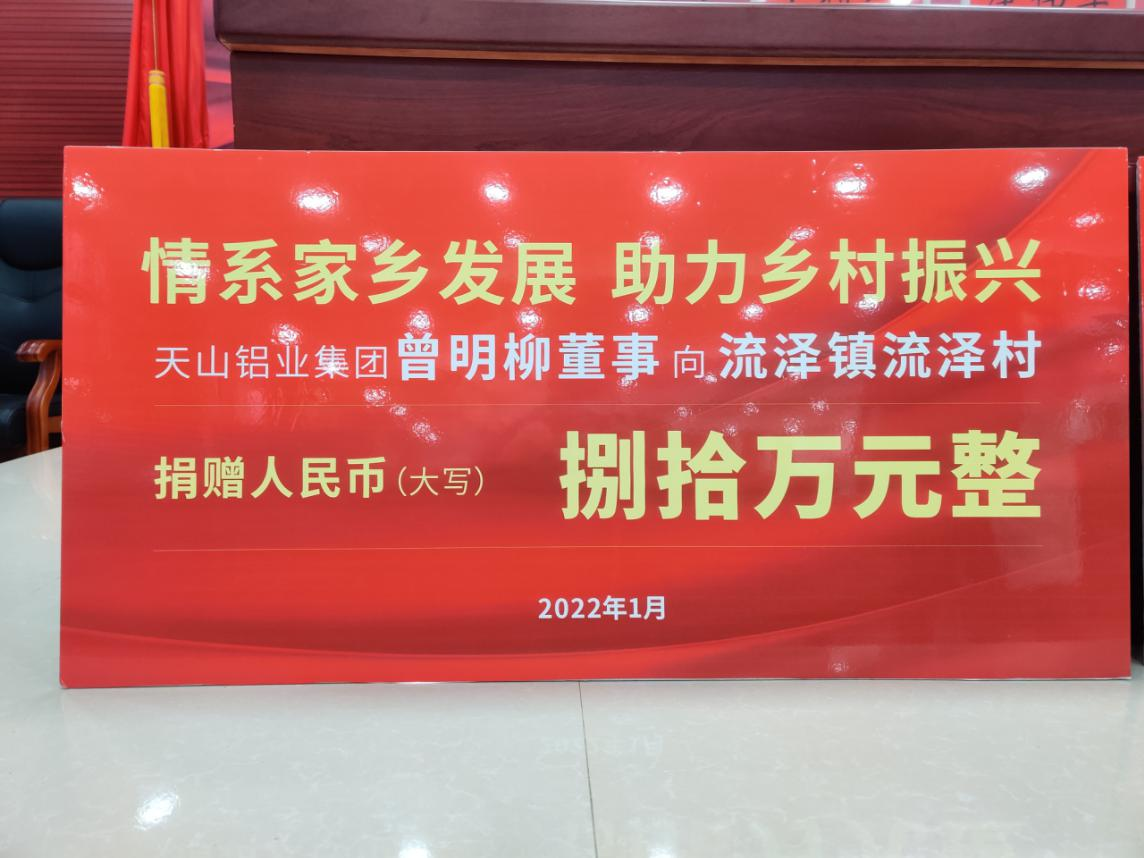 情系家乡发展 助力乡村振兴
天山铝业集团曾明柳董事向流泽镇流泽村
捐赠人民币（大写） 捌拾万元整
2022年1月